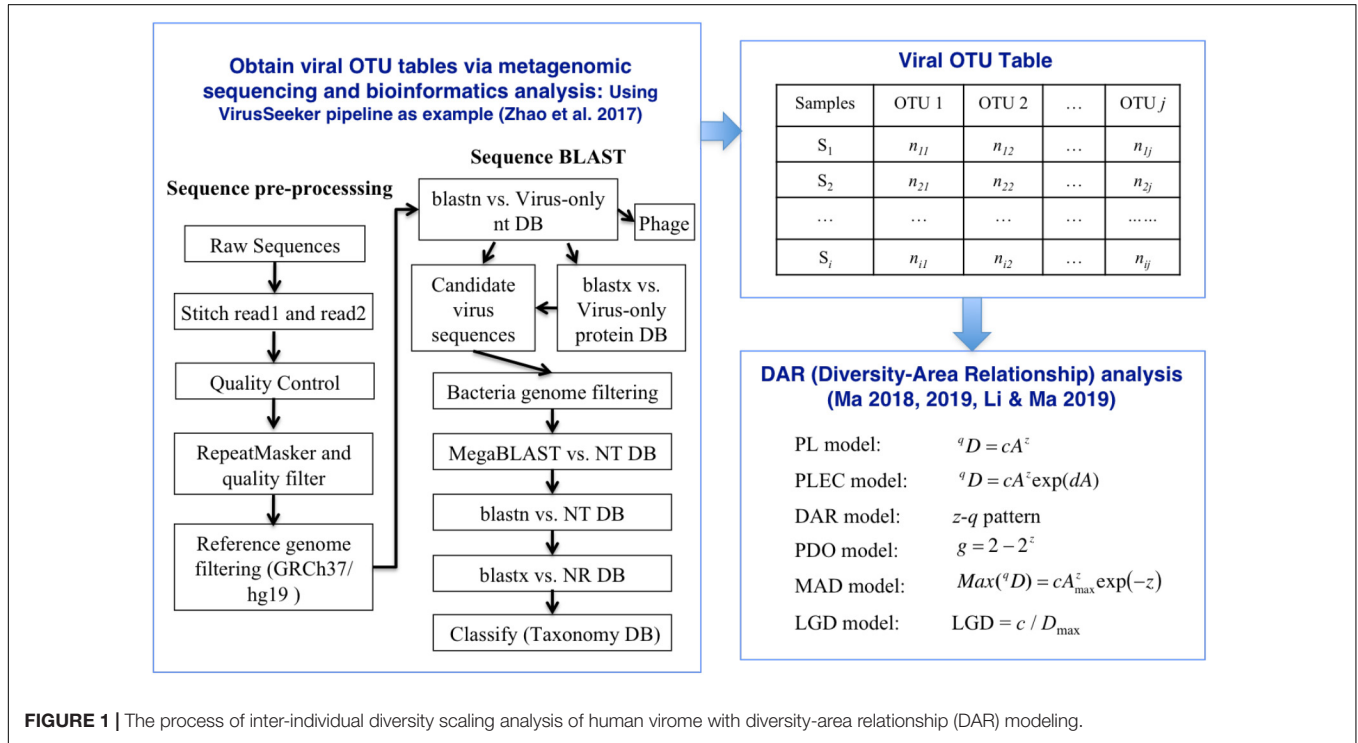 Obtain viral OTU tables via metagenomic
sequencing and bioinformatics analysis: Using
VirusSeeker pipeline as example (Zhao et al. 2017)
Sequence pre-processsing
Raw Sequences
Stitch read1 and read2
Quality Control
RepeatMasker and
quality filter
Reference genome
filtering (GRCh37/
hg19 )
Sequence BLAST
blastn vs. Virus-only
nt DB
Phage
Candidate
virus
sequences
blastx vs.
Virus-only
protein DB
Bacteria genome filtering
MegaBLAST vs. NT DB
blastn vs. NT DB
blastx vs. NR DB
Classify (Taxonomy DB)
Viral OTU Table
Samples OTU 1 OTU 2 … OTU j
S1 n11 n12 … n1j
S2 n21 n22 … n2j
… … … ……
Si ni1 ni2 … nij
DAR (Diversity-Area Relationship) analysis
(Ma 2018, 2019, Li & Ma 2019)
PL model: qD = cA^z
PLEC model: qD = cA^z exp(dA)
DAR model: z-q pattern
PDO model: g = 2 − 2^z
MAD model: Max(qD) = cA^z_max exp(−z)
LGD model: LGD = c / Dmax
FIGURE 1 | The process of inter-individual diversity scaling analysis of human virome with diversity-area relationship (DAR) modeling.